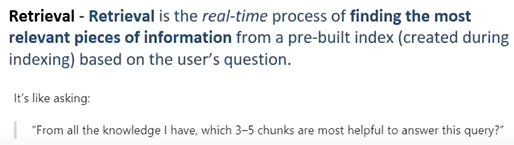 Retrieval - Retrieval is the real-time process of finding the most
relevant pieces of information from a pre-built index (created during
indexing) based on the user's question.
It's like asking:
"From all the knowledge I have, which 3–5 chunks are most helpful to answer this query?"